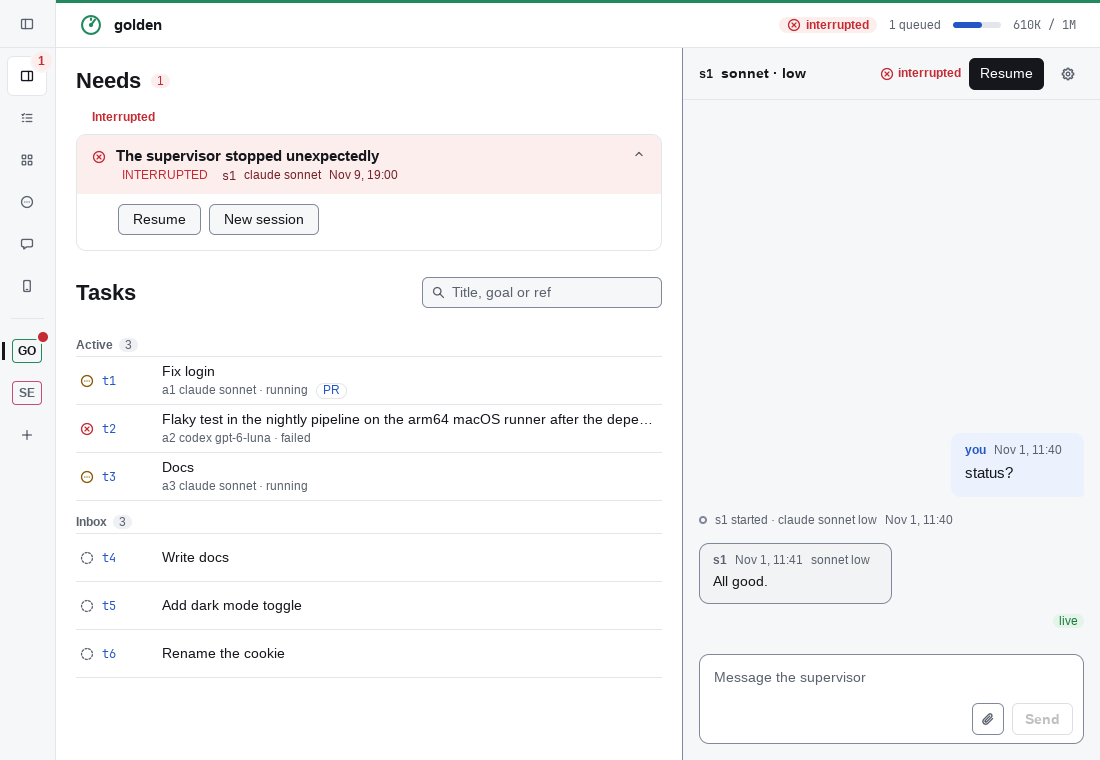 golden
interrupted
1 queued
610K / 1M
1
GO
SE
Needs 1
Interrupted
The supervisor stopped unexpectedly
INTERRUPTED s1 claude sonnet Nov 9, 19:00
Resume
New session
Tasks
Title, goal or ref
Active 3
t1
Fix login
a1 claude sonnet · running PR
t2
Flaky test in the nightly pipeline on the arm64 macOS runner after the depe…
a2 codex gpt-6-luna · failed
t3
Docs
a3 claude sonnet · running
Inbox 3
t4 Write docs
t5 Add dark mode toggle
t6 Rename the cookie
s1 sonnet · low
interrupted
Resume
you Nov 1, 11:40
status?
s1 started · claude sonnet low Nov 1, 11:40
s1 Nov 1, 11:41 sonnet low
All good.
live
Message the supervisor
Send